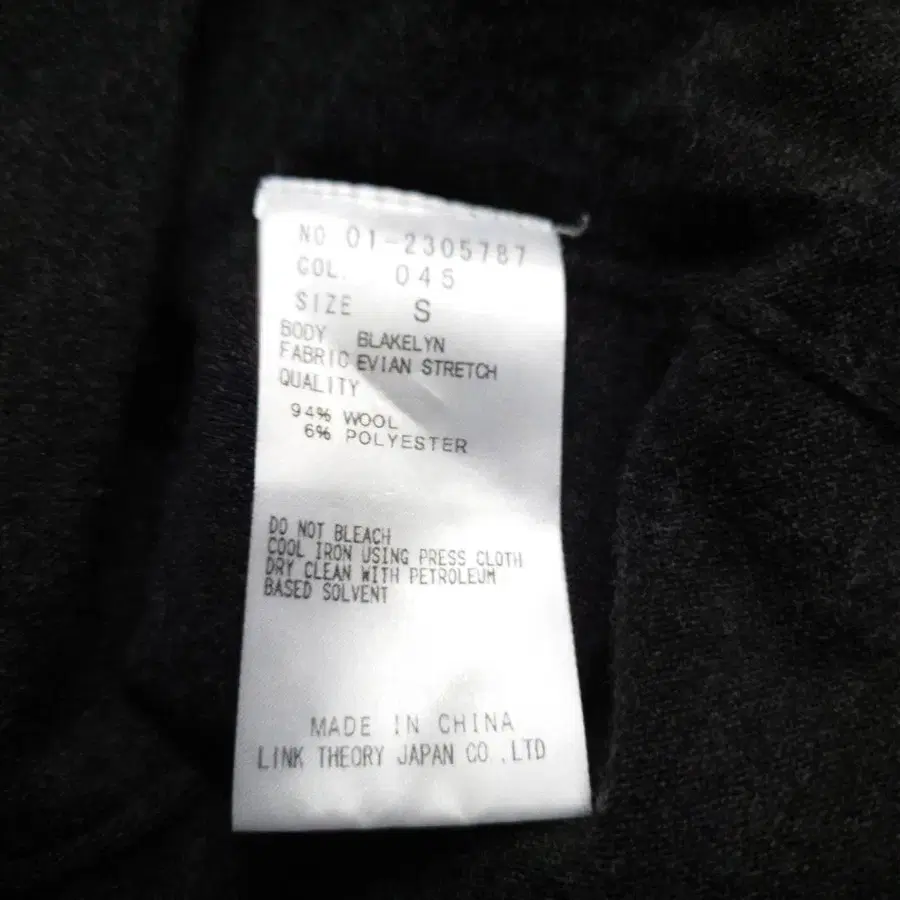 NO 01-2305787
COL. 045
SIZE S
BODY BLAKELYN
FABRIC EVIAN STRETCH
QUALITY
94% WOOL
6% POLYESTER
DO NOT BLEACH
COOL IRON USING PRESS CLOTH
DRY CLEAN WITH PETROLEUM
BASED SOLVENT
MADE IN CHINA
LINK THEORY JAPAN CO.,LTD